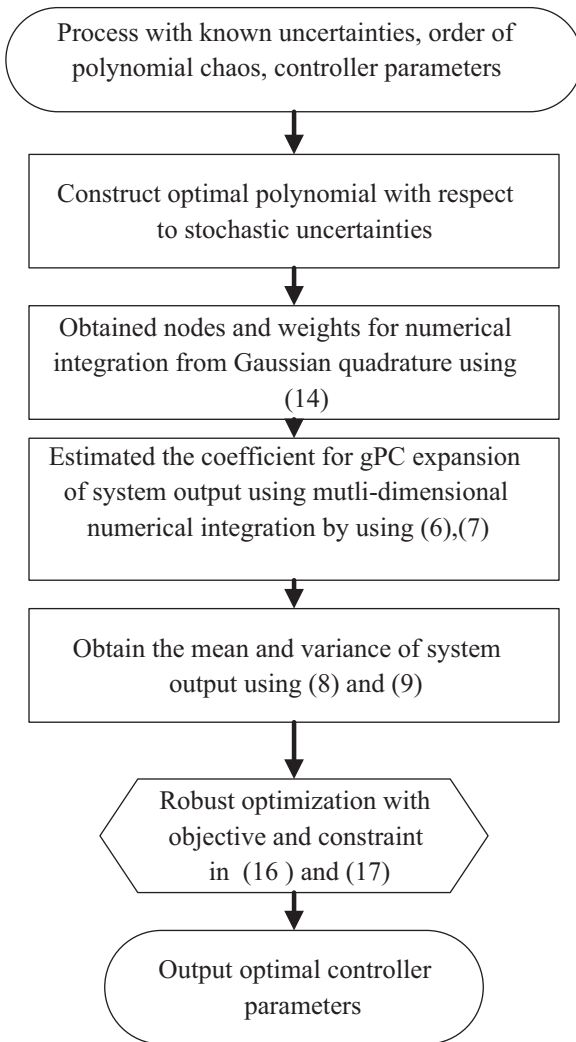 Process with known uncertainties, order of
polynomial chaos, controller parameters
Construct optimal polynomial with respect
to stochastic uncertainties
Obtained nodes and weights for numerical
integration from Gaussian quadrature using
(14)
Estimated the coefficient for gPC expansion
of system output using mutli-dimensional
numerical integration by using (6),(7)
Obtain the mean and variance of system
output using (8) and (9)
Robust optimization with
objective and constraint
in (16 ) and (17)
Output optimal controller
parameters